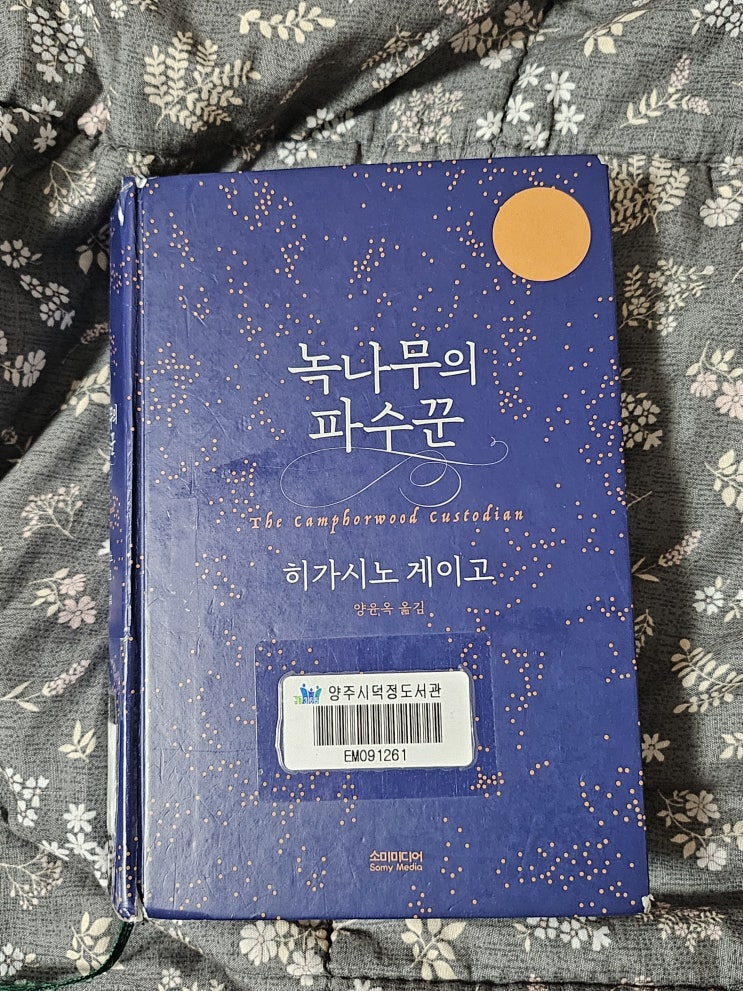 녹나무의
파수꾼
The Camphorwood Custodian
히가시노 게이고
양윤옥 옮김
양주시덕정도서관
EM091261
소미미디어
Somy Media